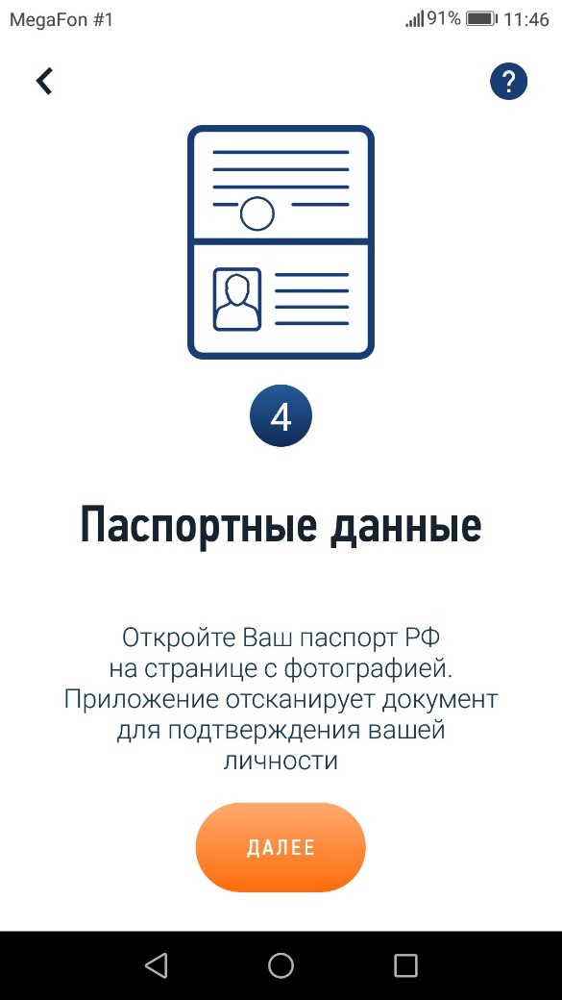 MegaFon #1 91% 11:46
?
4
Паспортные данные
Откройте Ваш паспорт РФ
на странице с фотографией.
Приложение отсканирует документ
для подтверждения вашей
личности
ДАЛЕЕ